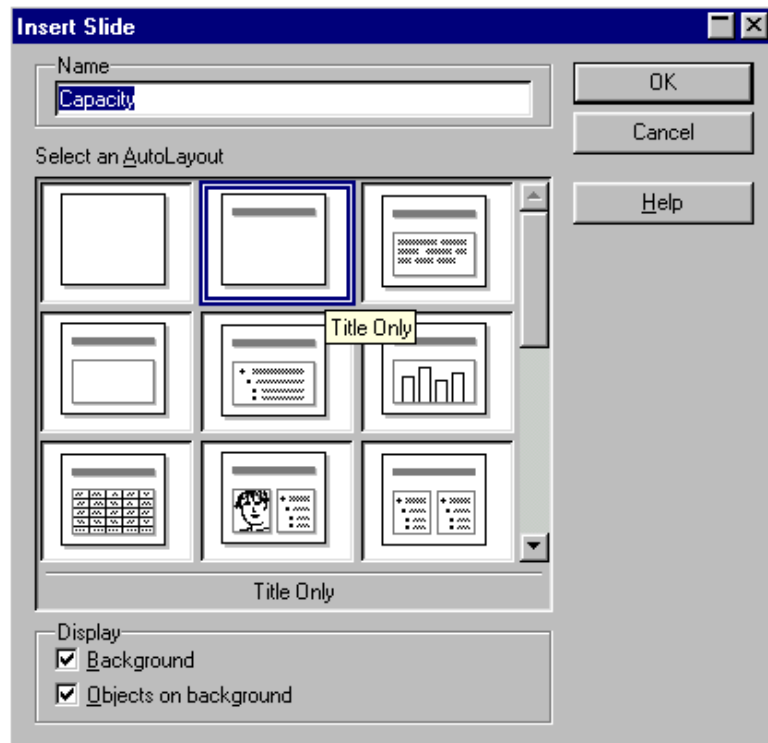 Insert Slide
Name
Capacity
OK
Cancel
Select an AutoLayout
Help
Title Only
Title Only
Display
Background
Objects on background